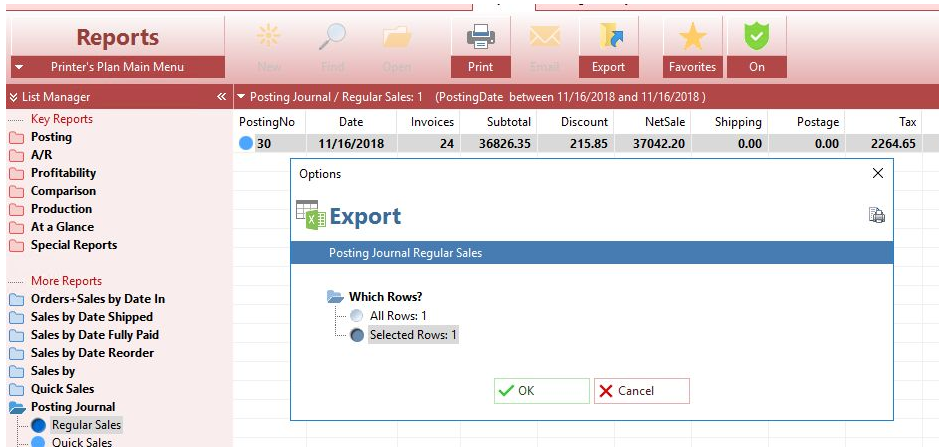 Reports
Printer's Plan Main Menu
New Find Open Print Email Export Favorites On
List Manager
Posting Journal / Regular Sales: 1 (PostingDate between 11/16/2018 and 11/16/2018 )
PostingNo Date Invoices Subtotal Discount NetSale Shipping Postage Tax
30 11/16/2018 24 36826.35 215.85 37042.20 0.00 0.00 2264.65
Key Reports
Posting
A/R
Profitability
Comparison
Production
At a Glance
Special Reports
More Reports
Orders+Sales by Date In
Sales by Date Shipped
Sales by Date Fully Paid
Sales by Date Reorder
Sales by
Quick Sales
Posting Journal
Regular Sales
Quick Sales
Options
Export
Posting Journal Regular Sales
Which Rows?
All Rows: 1
Selected Rows: 1
OK Cancel